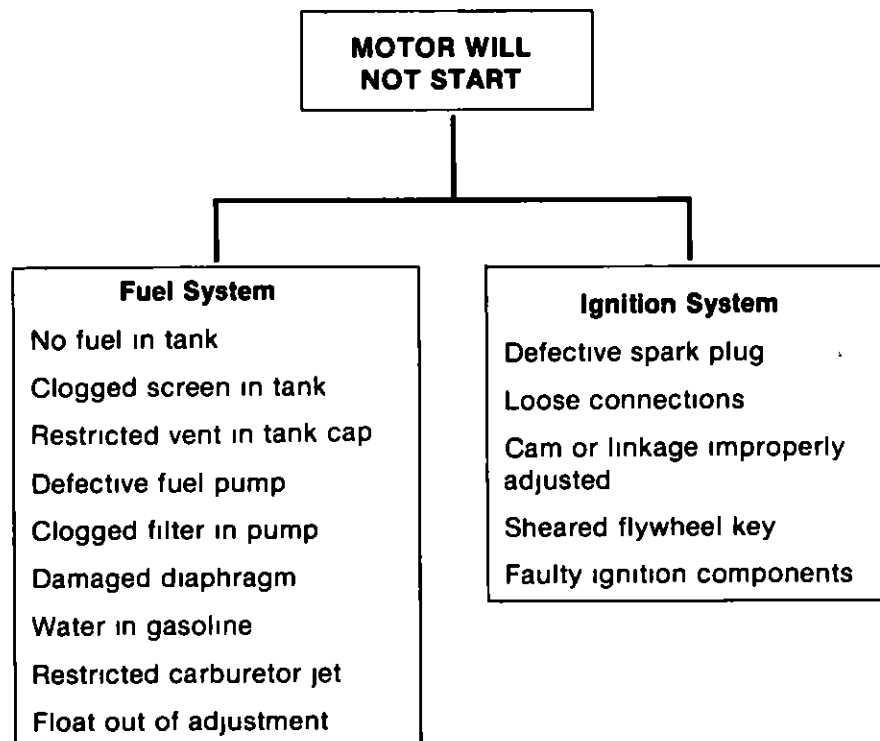 MOTOR WILL
NOT START
Fuel System
No fuel in tank
Clogged screen in tank
Restricted vent in tank cap
Defective fuel pump
Clogged filter in pump
Damaged diaphragm
Water in gasoline
Restricted carburetor jet
Float out of adjustment
Ignition System
Defective spark plug
Loose connections
Cam or linkage improperly
adjusted
Sheared flywheel key
Faulty ignition components